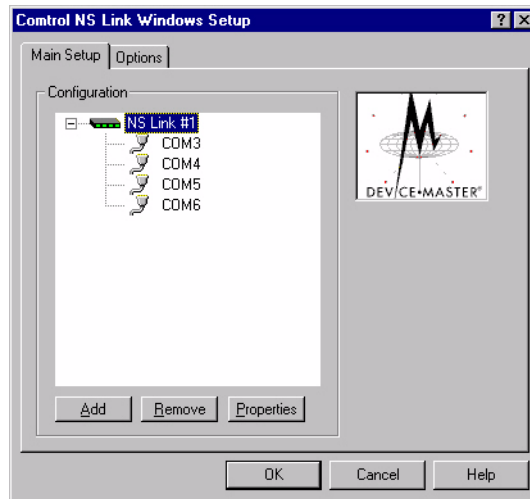 Comtrol NS Link Windows Setup
Main Setup
Options
Configuration
NS Link #1
COM3
COM4
COM5
COM6
DEVICE•MASTER®
Add
Remove
Properties
OK
Cancel
Help